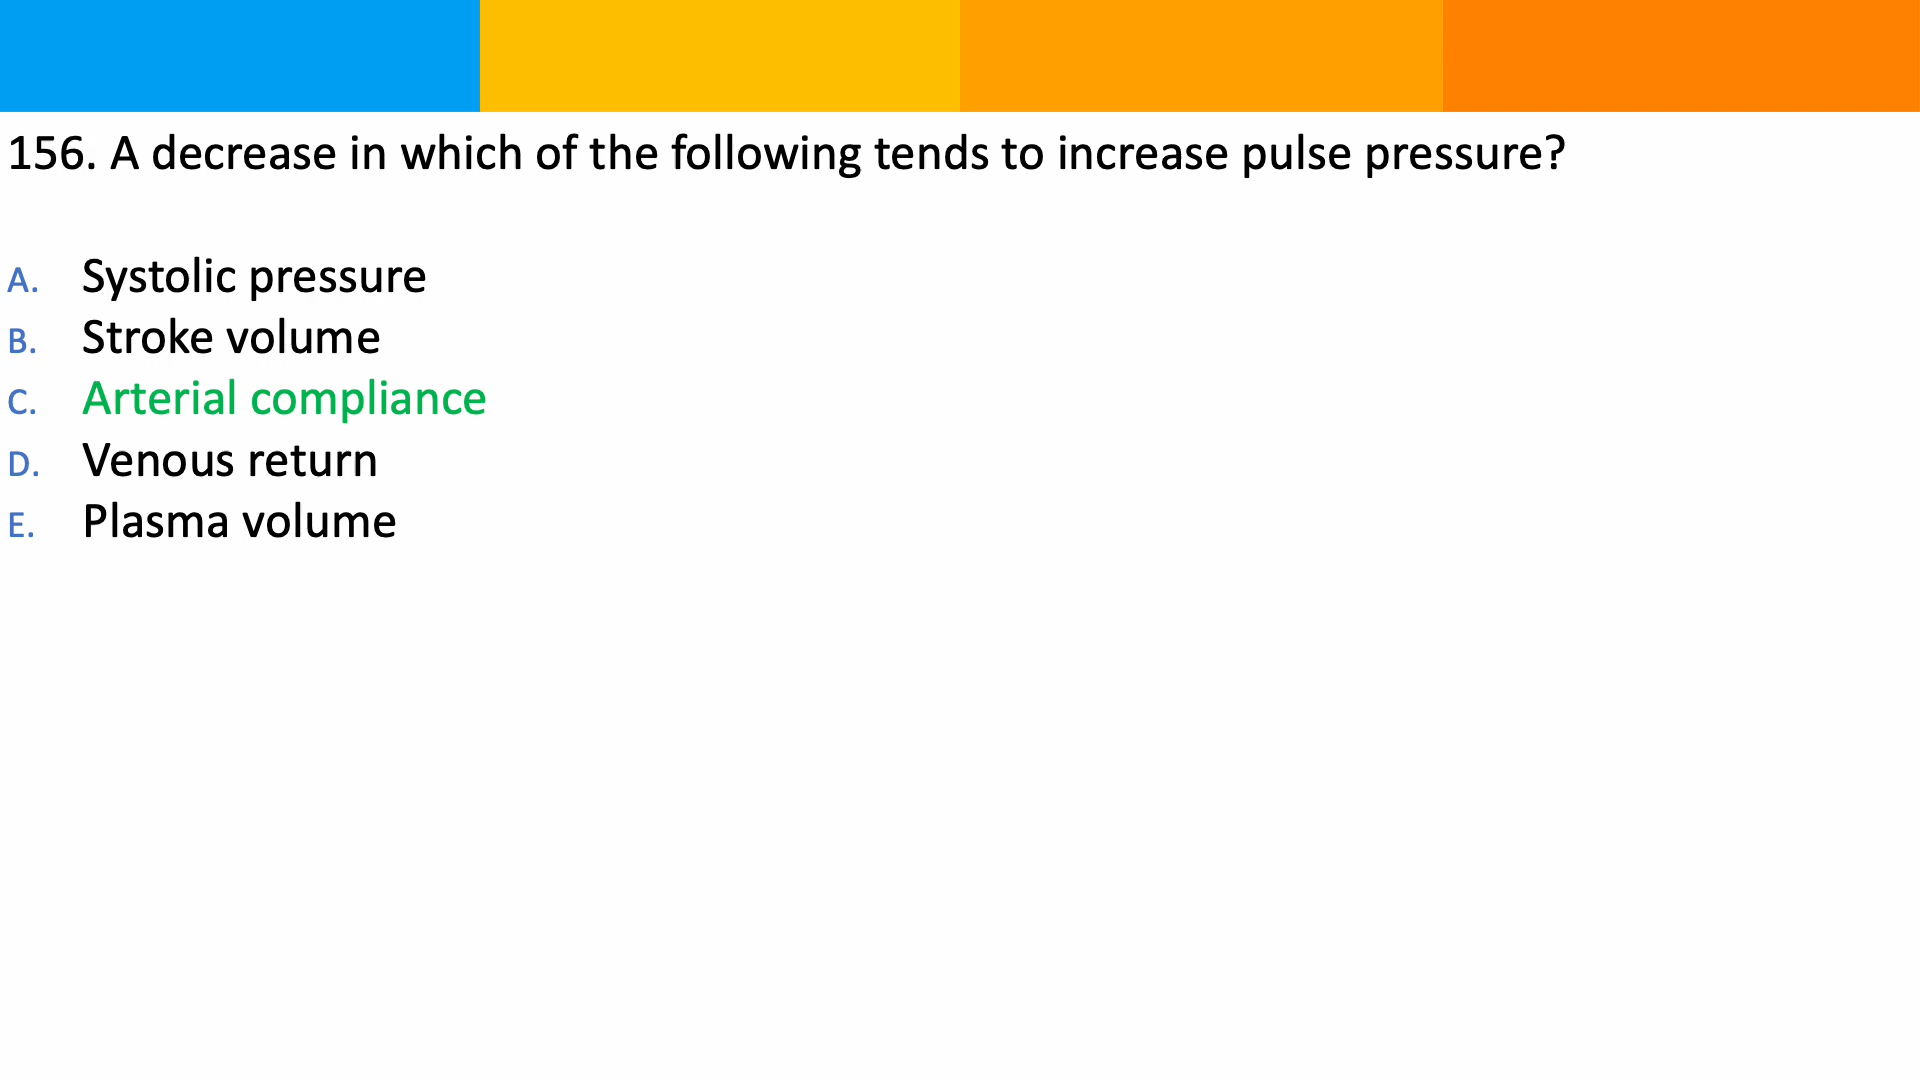 156. A decrease in which of the following tends to increase pulse pressure?
A. Systolic pressure
B. Stroke volume
C. Arterial compliance
D. Venous return
E. Plasma volume